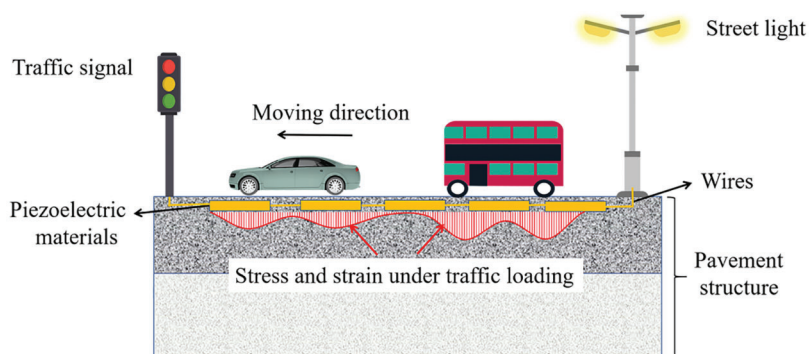 Street light
Traffic signal
Moving direction
Wires
Piezoelectric
materials
Stress and strain under traffic loading
Pavement
structure